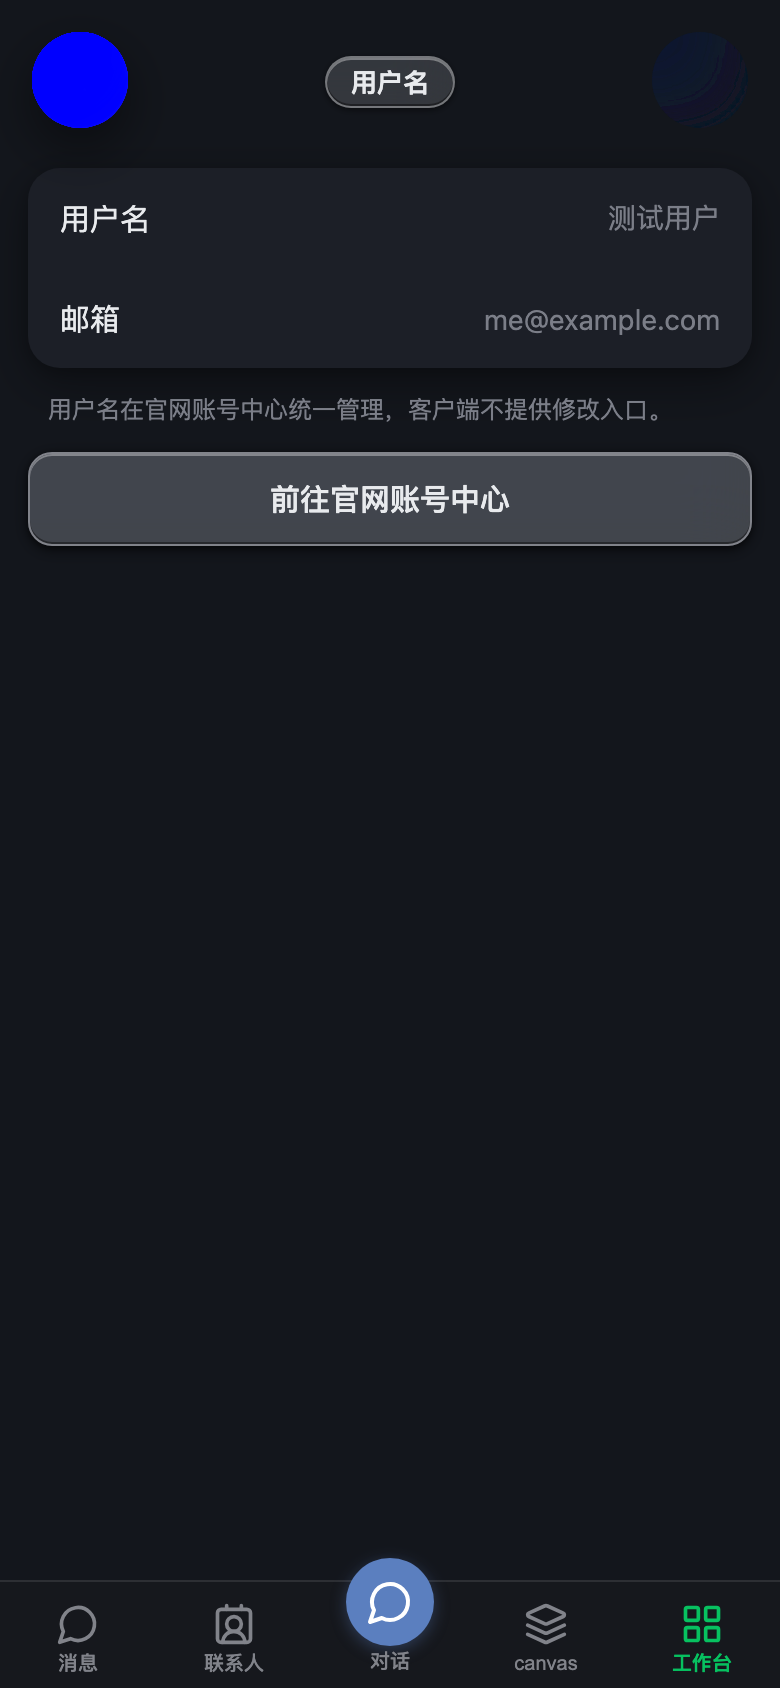 用户名
用户名
测试用户
邮箱
me@example.com
用户名在官网账号中心统一管理，客户端不提供修改入口。
前往官网账号中心
消息
联系人
对话
canvas
工作台